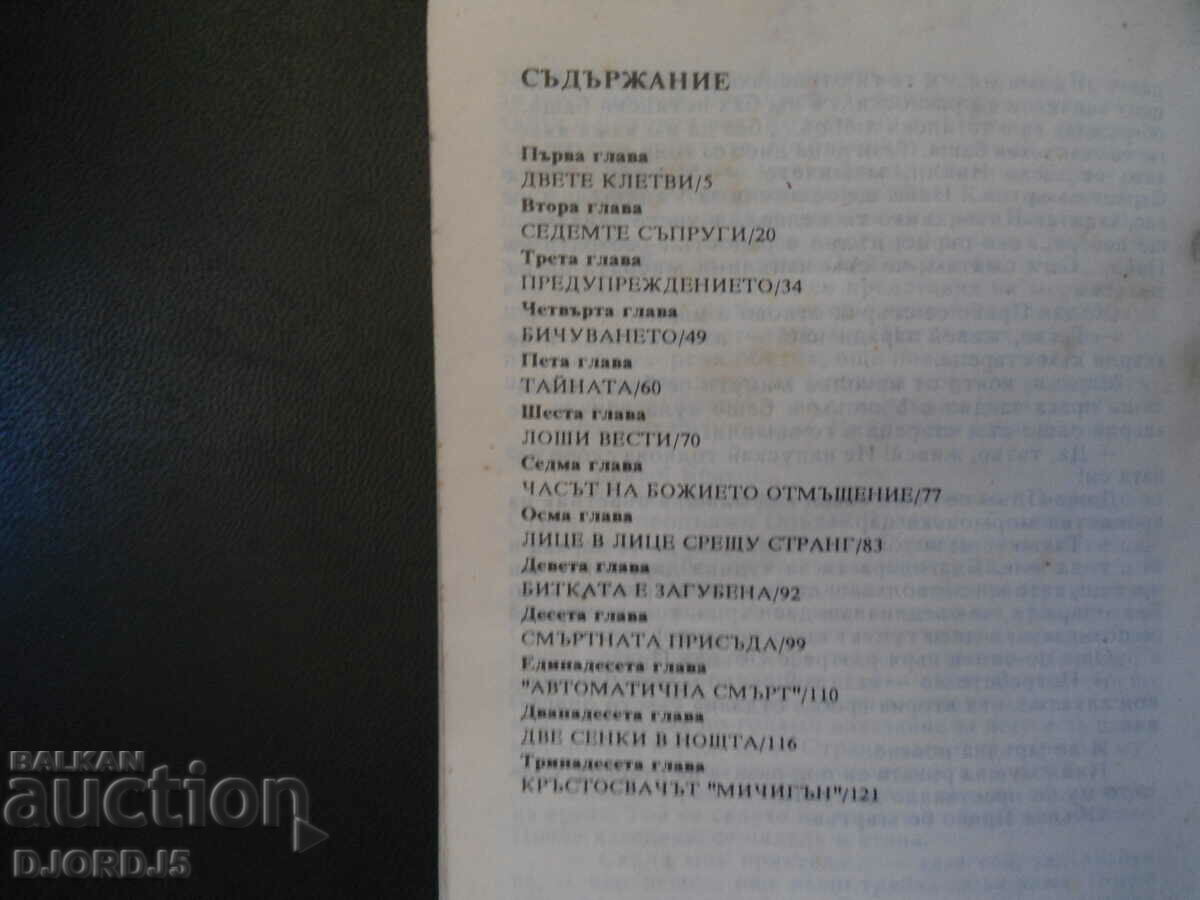 СЪДЪРЖАНИЕ
Първа глава
ДВЕТЕ КЛЕТВИ/5
Втора глава
СЕДЕМТЕ СЪПРУГИ/20
Трета глава
ПРЕДУПРЕЖДЕНИЕТО/34
Четвърта глава
БИЧУВАНЕТО/49
Пета глава
ТАЙНАТА/60
Шеста глава
ЛОШИ ВЕСТИ/70
Седма глава
ЧАСЪТ НА БОЖИЕТО ОТМЪЩЕНИЕ/77
Осма глава
ЛИЦЕ В ЛИЦЕ СРЕЩУ СТРАНГ/83
Девета глава
БИТКАТА Е ЗАГУБЕНА/92
Десета глава
СМЪРТНАТА ПРИСЪДА/99
Единадесета глава
"АВТОМАТИЧНА СМЪРТ"/110
Дванадесета глава
ДВЕ СЕНКИ В НОЩТА/116
Тринадесета глава
КРЪСТОСВАЧЪТ "МИЧИГЪН"/121
BALKAN
auction
DJORDJ5